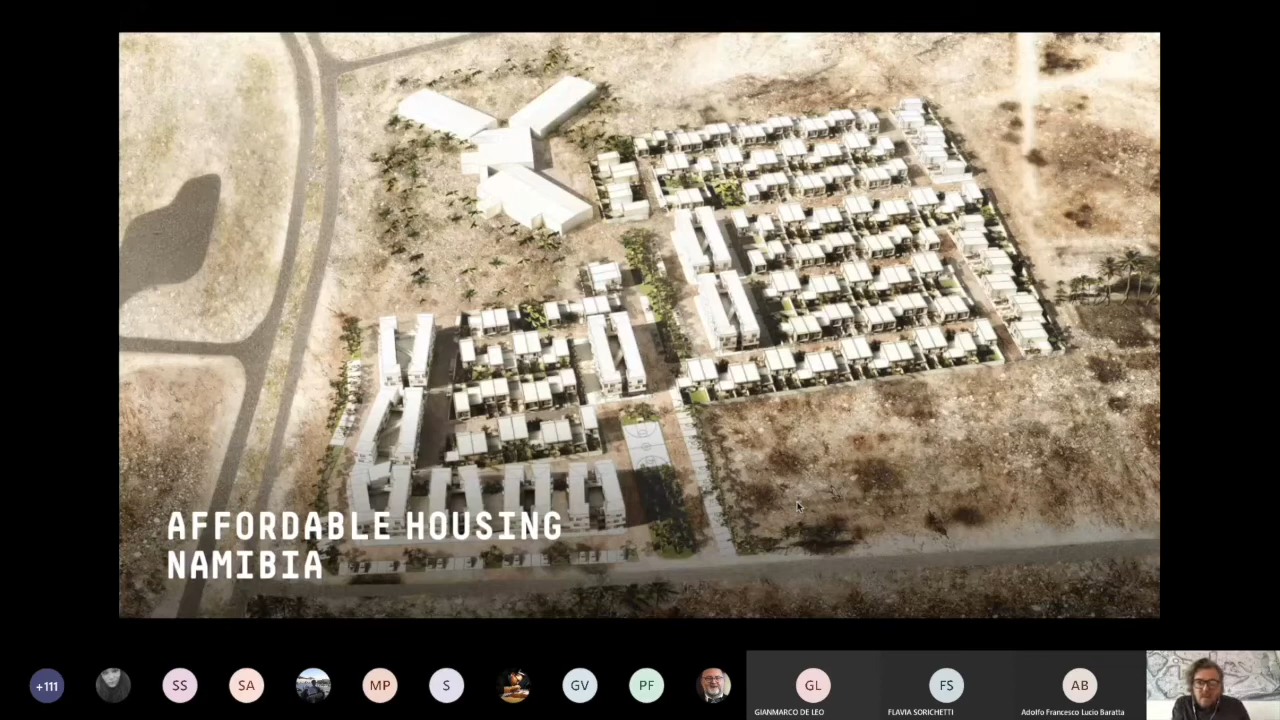 AFFORDABLE HOUSING
NAMIBIA
+111
SS
SA
MP
S
GV
PF
GL
FS
AB
GIANMARCO DE LEO
FLAVIA SORICHETTI
Adolfo Francesco Lucio Baratta